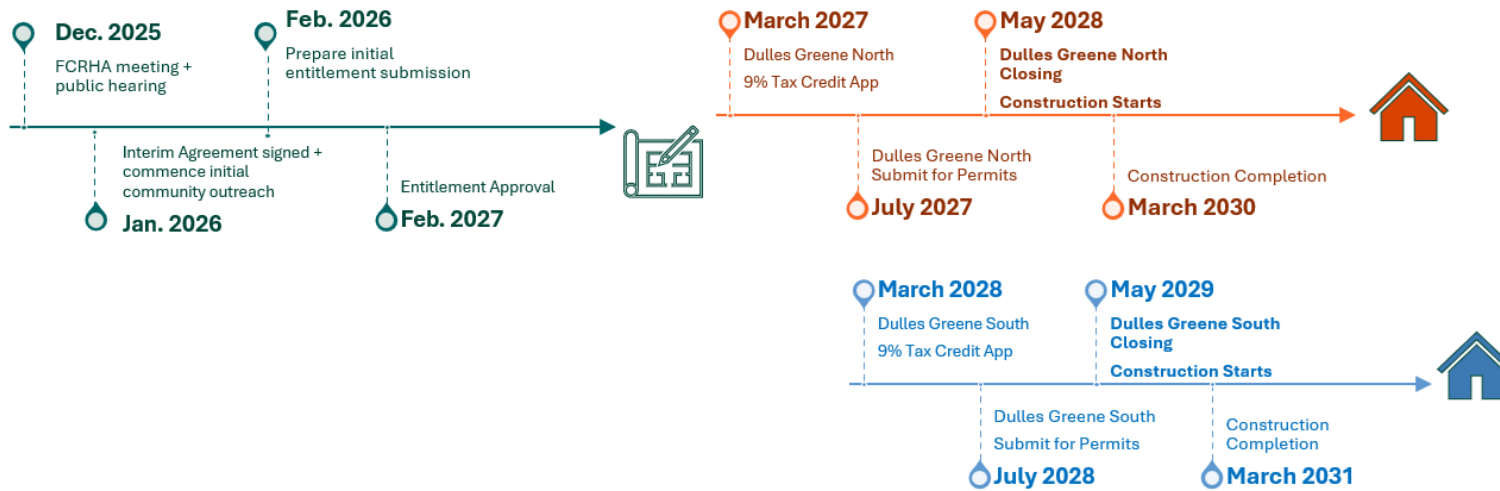 Dec. 2025
FCRHA meeting +
public hearing
Interim Agreement signed +
commence initial
community outreach
Jan. 2026
Feb. 2026
Prepare initial
entitlement submission
Entitlement Approval
Feb. 2027
March 2027
Dulles Greene North
9% Tax Credit App
Dulles Greene North
Submit for Permits
July 2027
May 2028
Dulles Greene North
Closing
Construction Starts
Construction Completion
March 2030
March 2028
Dulles Greene South
9% Tax Credit App
Dulles Greene South
Submit for Permits
July 2028
May 2029
Dulles Greene South
Closing
Construction Starts
Construction
Completion
March 2031